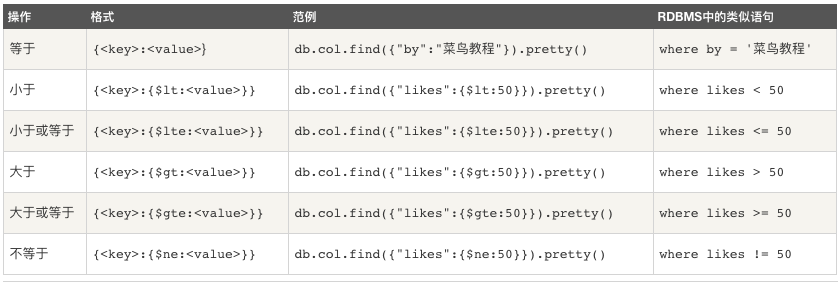 操作 格式 范例 RDBMS中的类似语句
等于 {<key>:<value>} db.col.find({"by":"菜鸟教程"}).pretty() where by = '菜鸟教程'
小于 {<key>:{$lt:<value>}} db.col.find({"likes":{$lt:50}}).pretty() where likes < 50
小于或等于 {<key>:{$lte:<value>}} db.col.find({"likes":{$lte:50}}).pretty() where likes <= 50
大于 {<key>:{$gt:<value>}} db.col.find({"likes":{$gt:50}}).pretty() where likes > 50
大于或等于 {<key>:{$gte:<value>}} db.col.find({"likes":{$gte:50}}).pretty() where likes >= 50
不等于 {<key>:{$ne:<value>}} db.col.find({"likes":{$ne:50}}).pretty() where likes != 50